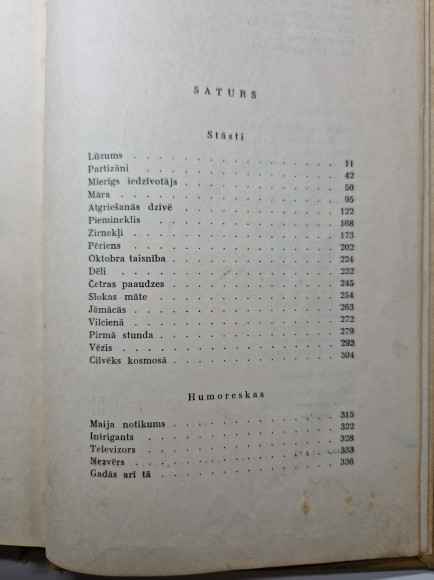 SATURS
Stāsti
Lūzums . . . . . . . . . . . . . 11
Partizāni . . . . . . . . . . . . . 42
Mierīgs iedzīvotājs . . . . . . . . . . 50
Māra . . . . . . . . . . . . . 95
Atgriešanās dzīvē . . . . . . . . . . 122
Piemineklis . . . . . . . . . . . . 168
Zirnekļi . . . . . . . . . . . . . 173
Pēriens . . . . . . . . . . . . . 202
Oktobra taisnība . . . . . . . . . . 224
Dēli . . . . . . . . . . . . . 232
Četras paaudzes . . . . . . . . . . 245
Slokas māte . . . . . . . . . . . 254
Jāmācās . . . . . . . . . . . . 263
Vilcienā . . . . . . . . . . . . 272
Pirmā stunda . . . . . . . . . . . 279
Vēzis . . . . . . . . . . . . . 293
Cilvēks kosmosā . . . . . . . . . . 304
Humoreskas
Maija notikums . . . . . . . . . . 315
Intrigants . . . . . . . . . . . . 322
Televizors . . . . . . . . . . . . 328
Nezvērs . . . . . . . . . . . . 333
Gadās arī tā . . . . . . . . . . . 336